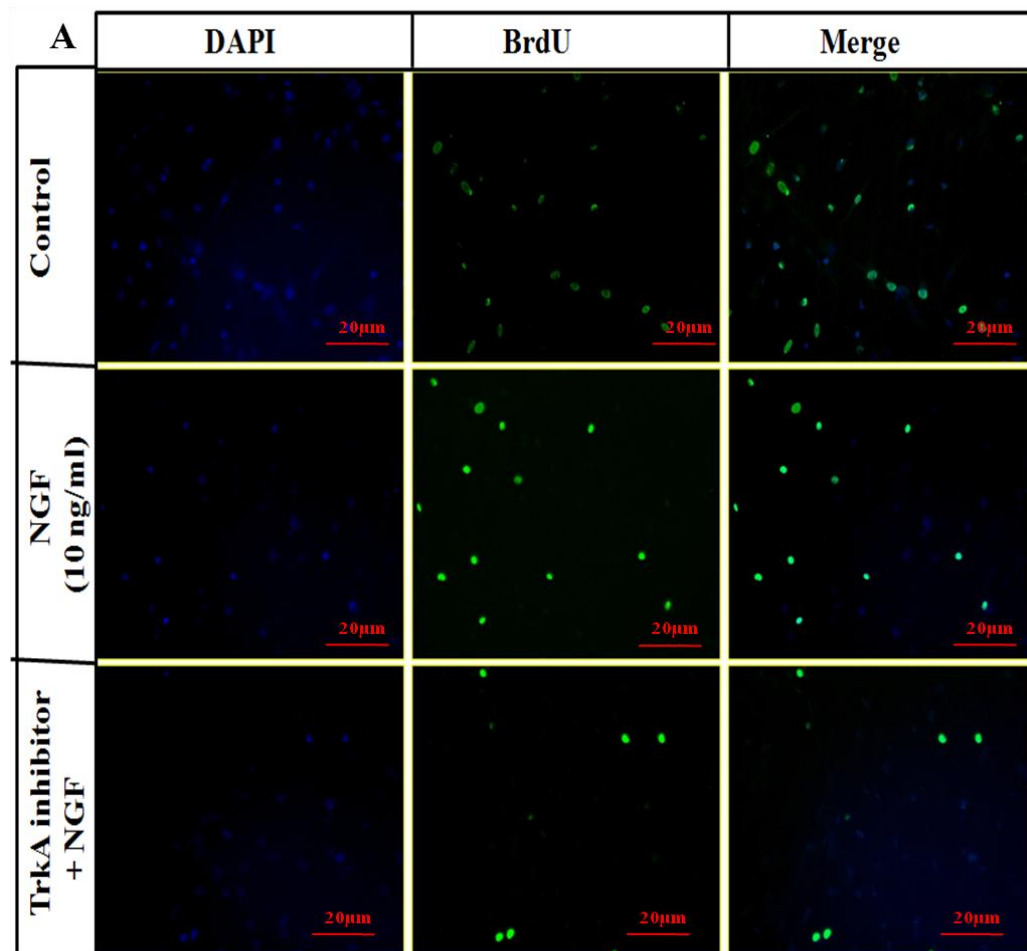 A
DAPI
BrdU
Merge
Control
20µm
20µm
20µm
NGF
(10 ng/ml)
20µm
20µm
20µm
TrkA inhibitor
+ NGF
20µm
20µm
20µm